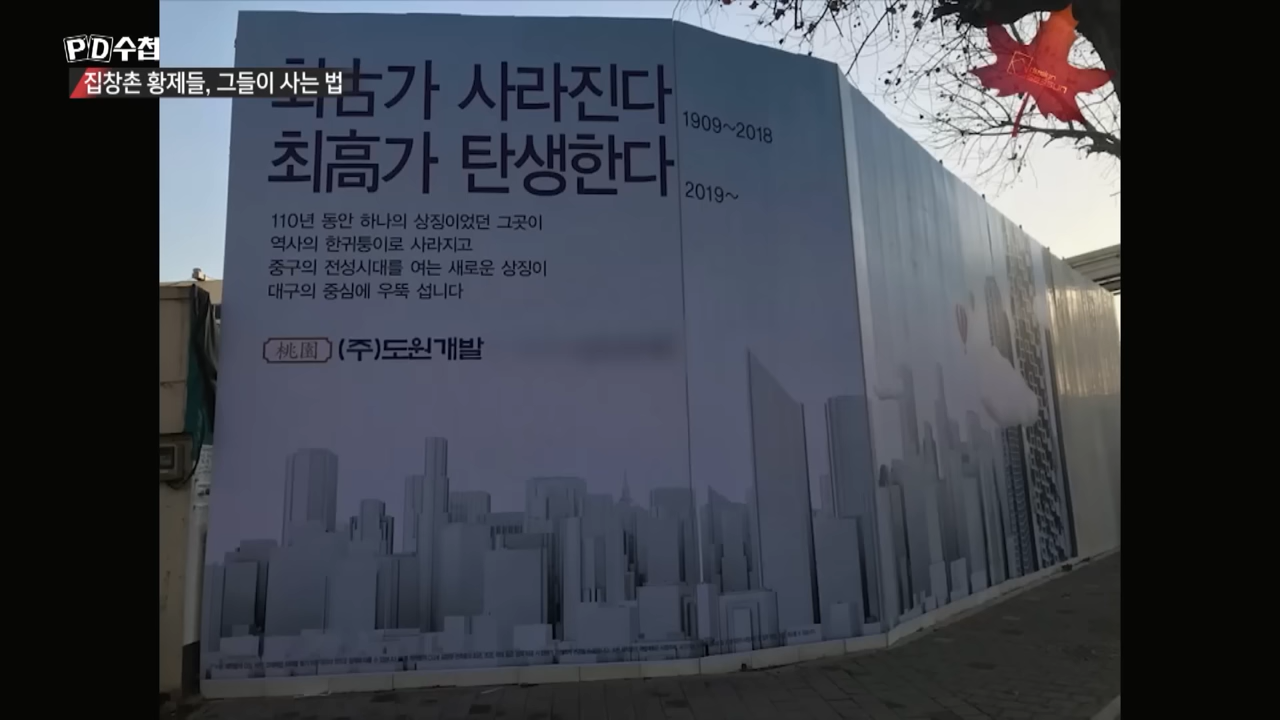 PD수첩
집창촌 황제들, 그들이 사는 법
최古가 사라진다
1909~2018
최高가 탄생한다
2019~
110년 동안 하나의 상징이었던 그곳이
역사의 한귀퉁이로 사라지고
중구의 전성시대를 여는 새로운 상징이
대구의 중심에 우뚝 섭니다
桃園 (주)도원개발